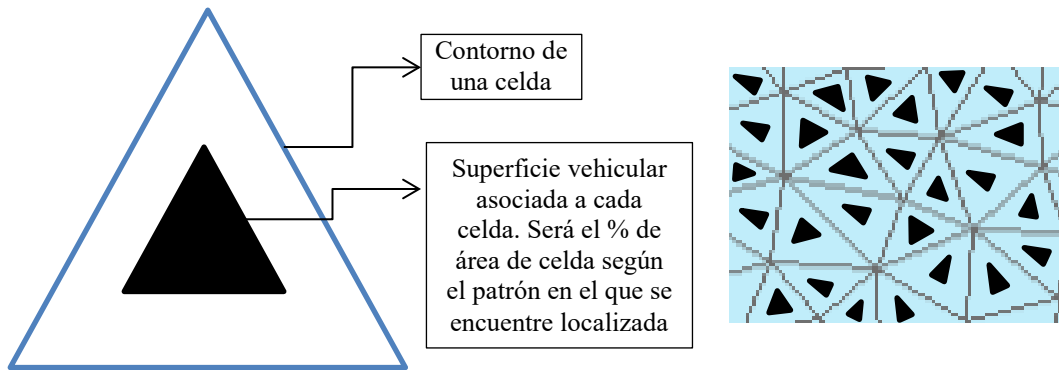 Contorno de
una celda
Superficie vehicular
asociada a cada
celda. Será el % de
área de celda según
el patrón en el que se
encuentre localizada